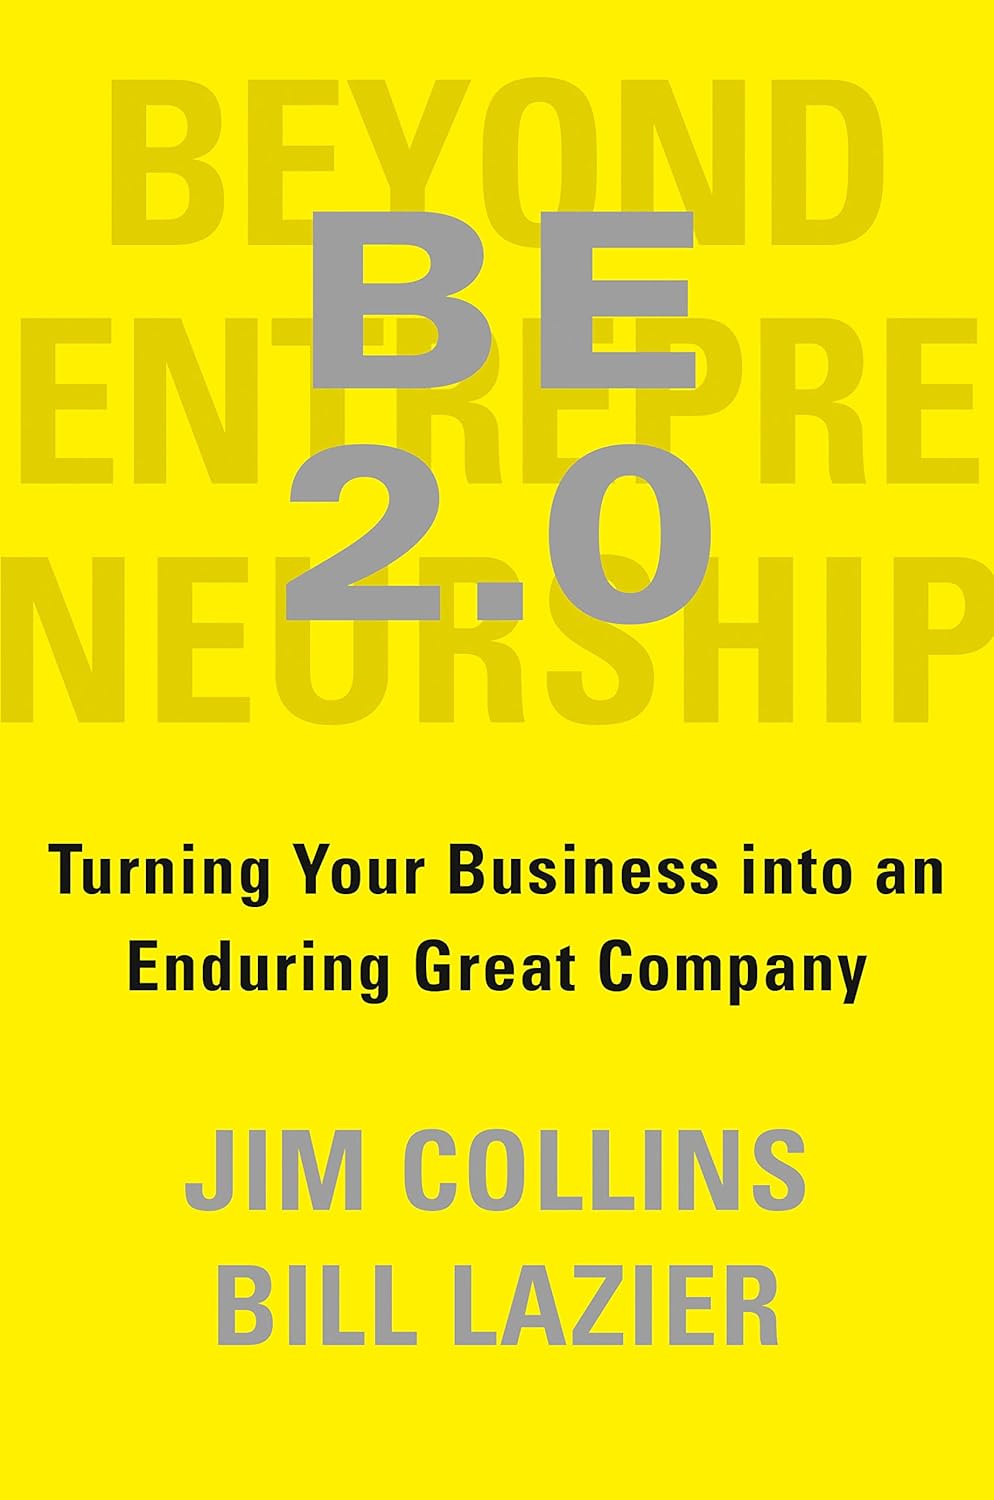 BEYOND
ENTREPRE
NEURSHIP
BE
2.0
Turning Your Business into an
Enduring Great Company
JIM COLLINS
BILL LAZIER